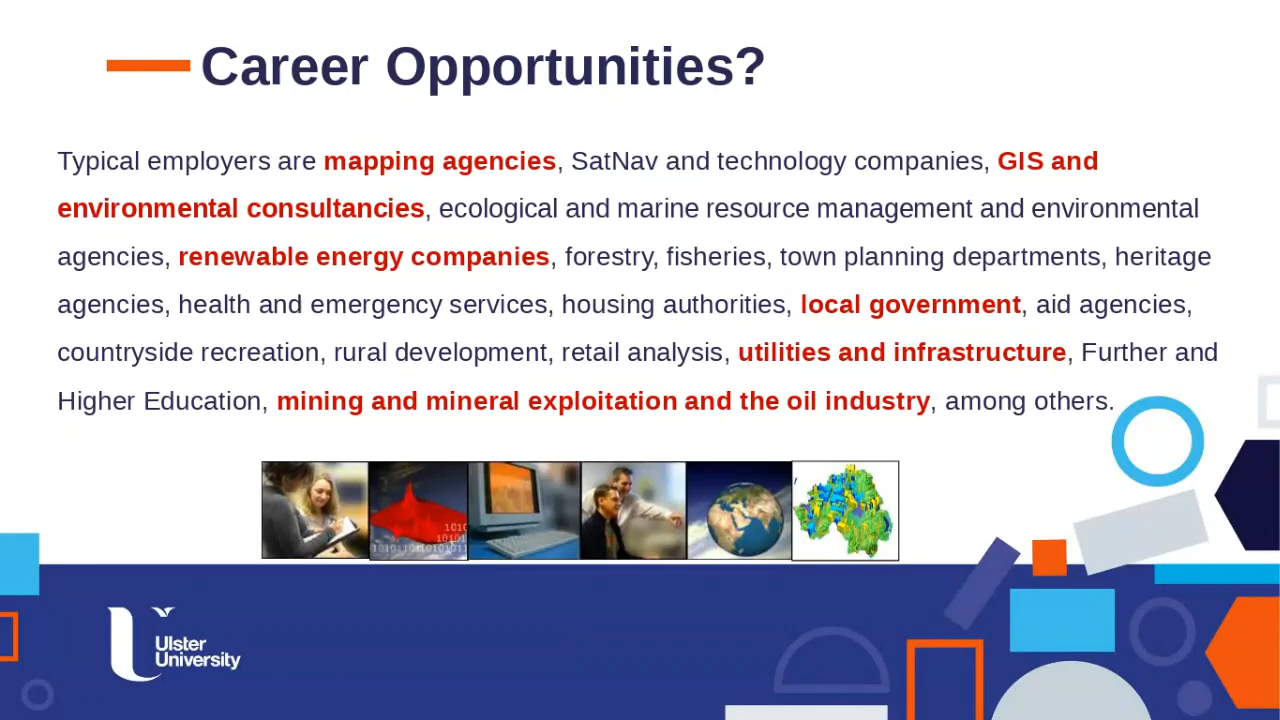 Career Opportunities?
Typical employers are mapping agencies, SatNav and technology companies, GIS and
environmental consultancies, ecological and marine resource management and environmental
agencies, renewable energy companies, forestry, fisheries, town planning departments, heritage
agencies, health and emergency services, housing authorities, local government, aid agencies,
countryside recreation, rural development, retail analysis, utilities and infrastructure, Further and
Higher Education, mining and mineral exploitation and the oil industry, among others.
Ulster
University